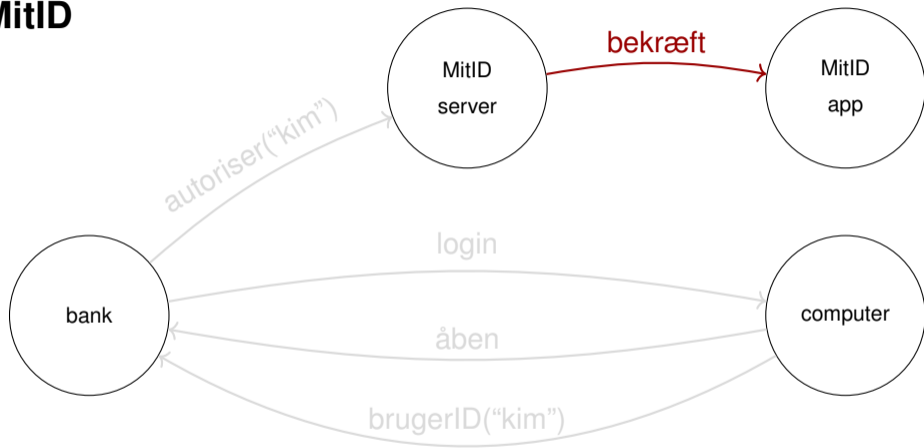 MitID
bekræft
MitID
server
MitID
app
autoriser(“kim”)
login
bank
computer
åben
brugerID(“kim”)